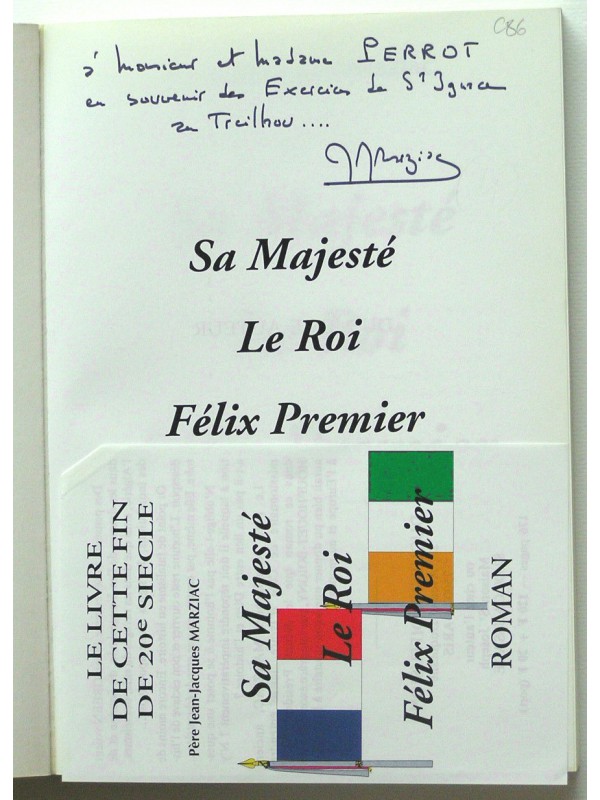 CB6
à Monsieur et Madame PERROT
en souvenir des Exercices de St Ignace
au Treilhou....
JJMarziac
Sa Majesté
Le Roi
Félix Premier
LE LIVRE
DE CETTE FIN
DE 20e SIECLE
Père Jean-Jacques MARZIAC
Sa Majesté
Le Roi
Félix Premier
ROMAN